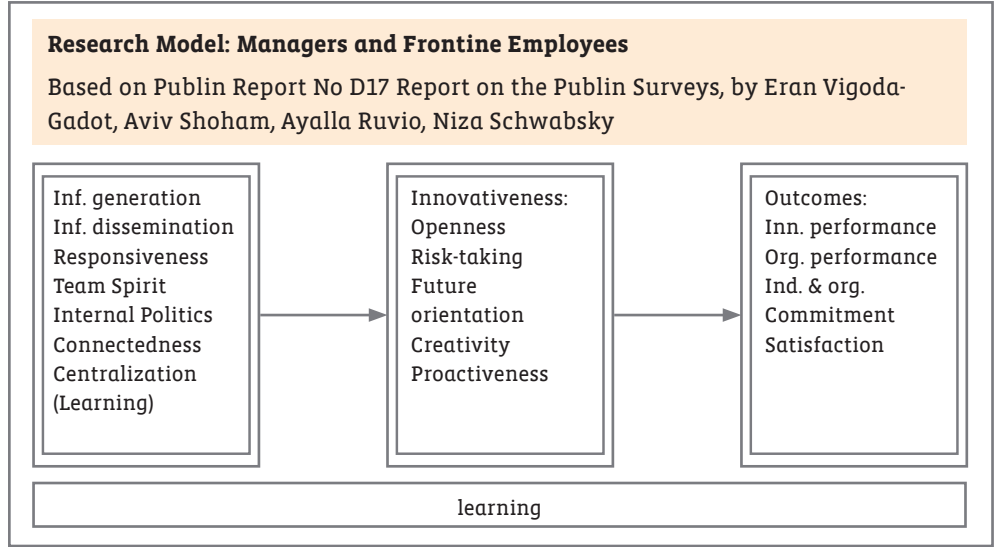 Research Model: Managers and Frontine Employees
Based on Publin Report No D17 Report on the Publin Surveys, by Eran Vigoda-
Gadot, Aviv Shoham, Ayalla Ruvio, Niza Schwabsky
Inf. generation
Inf. dissemination
Responsiveness
Team Spirit
Internal Politics
Connectedness
Centralization
(Learning)
Innovativeness:
Openness
Risk-taking
Future
orientation
Creativity
Proactiveness
Outcomes:
Inn. performance
Org. performance
Ind. & org.
Commitment
Satisfaction
learning